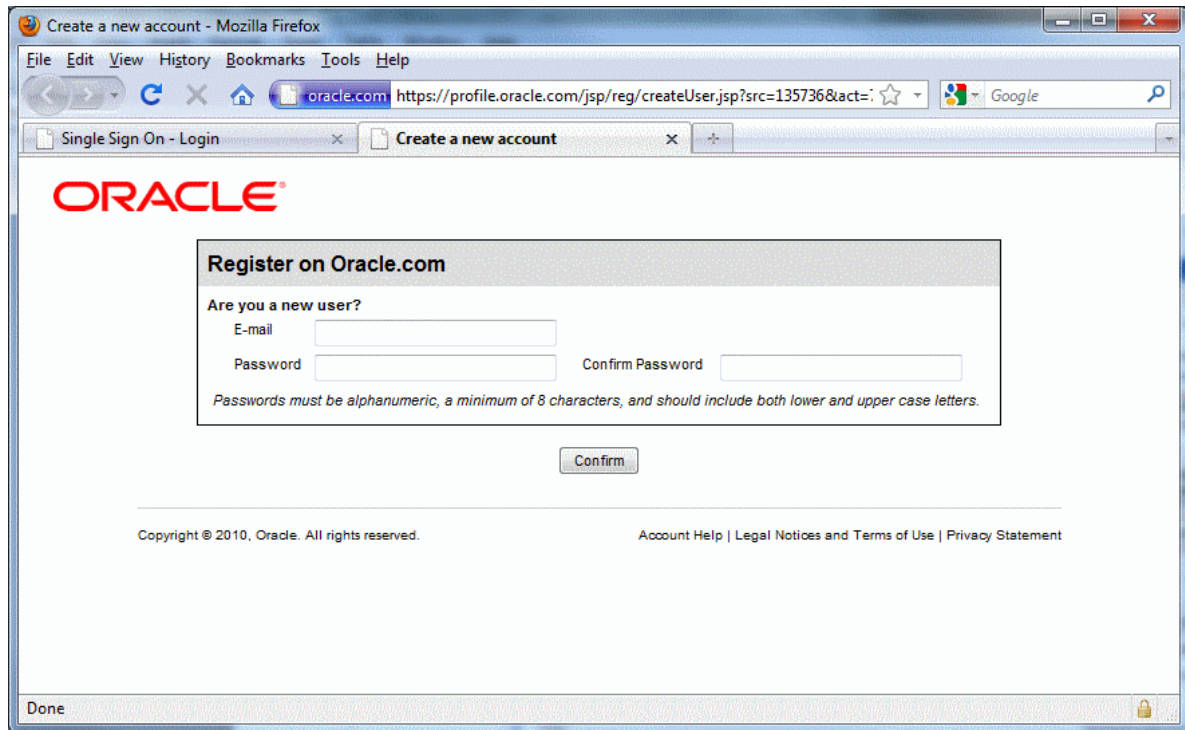 Create a new account - Mozilla Firefox
File Edit View History Bookmarks Tools Help
oracle.com https://profile.oracle.com/jsp/reg/createUser.jsp?src=135736&act= Google
Single Sign On - Login Create a new account
ORACLE®
Register on Oracle.com
Are you a new user?
E-mail
Password Confirm Password
Passwords must be alphanumeric, a minimum of 8 characters, and should include both lower and upper case letters.
Confirm
Copyright © 2010, Oracle. All rights reserved. Account Help | Legal Notices and Terms of Use | Privacy Statement
Done